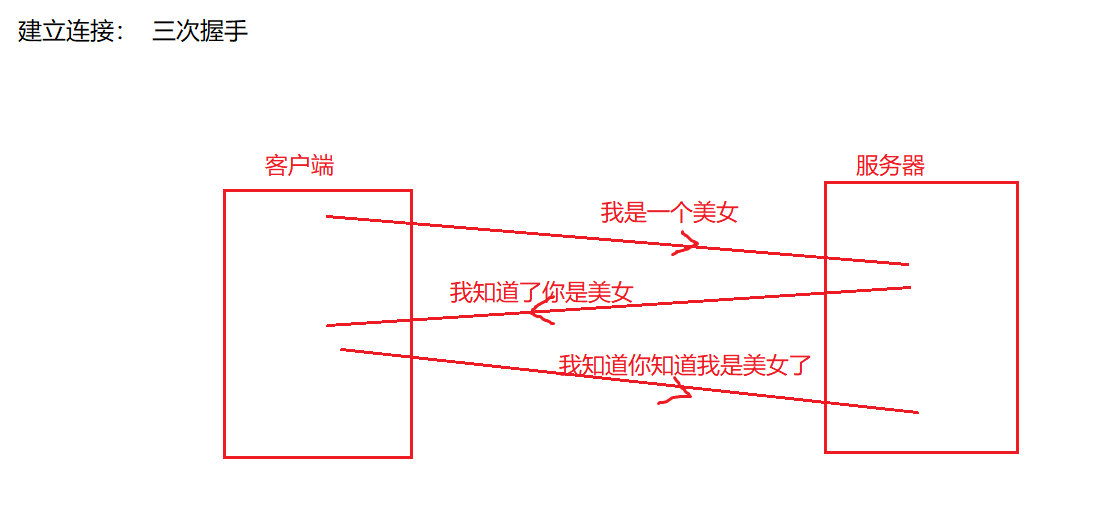 建立连接： 三次握手
客户端
服务器
我是一个美女
我知道了你是美女
我知道你知道我是美女了